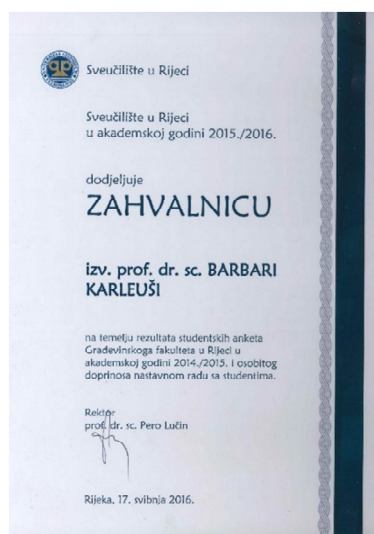 Sveučilište u Rijeci
Sveučilište u Rijeci
u akademskoj godini 2015./2016.
dodjeljuje
ZAHVALNICU
izv. prof. dr. sc. BARBARI
KARLEUŠI
na temelju rezultata studentskih anketa
Građevinskoga fakulteta u Rijeci u
akademskoj godini 2014./2015. i osobitog
doprinosa nastavnom radu sa studentima.
Rektor
prof. dr. sc. Pero Lučin
Rijeka, 17. svibnja 2016.